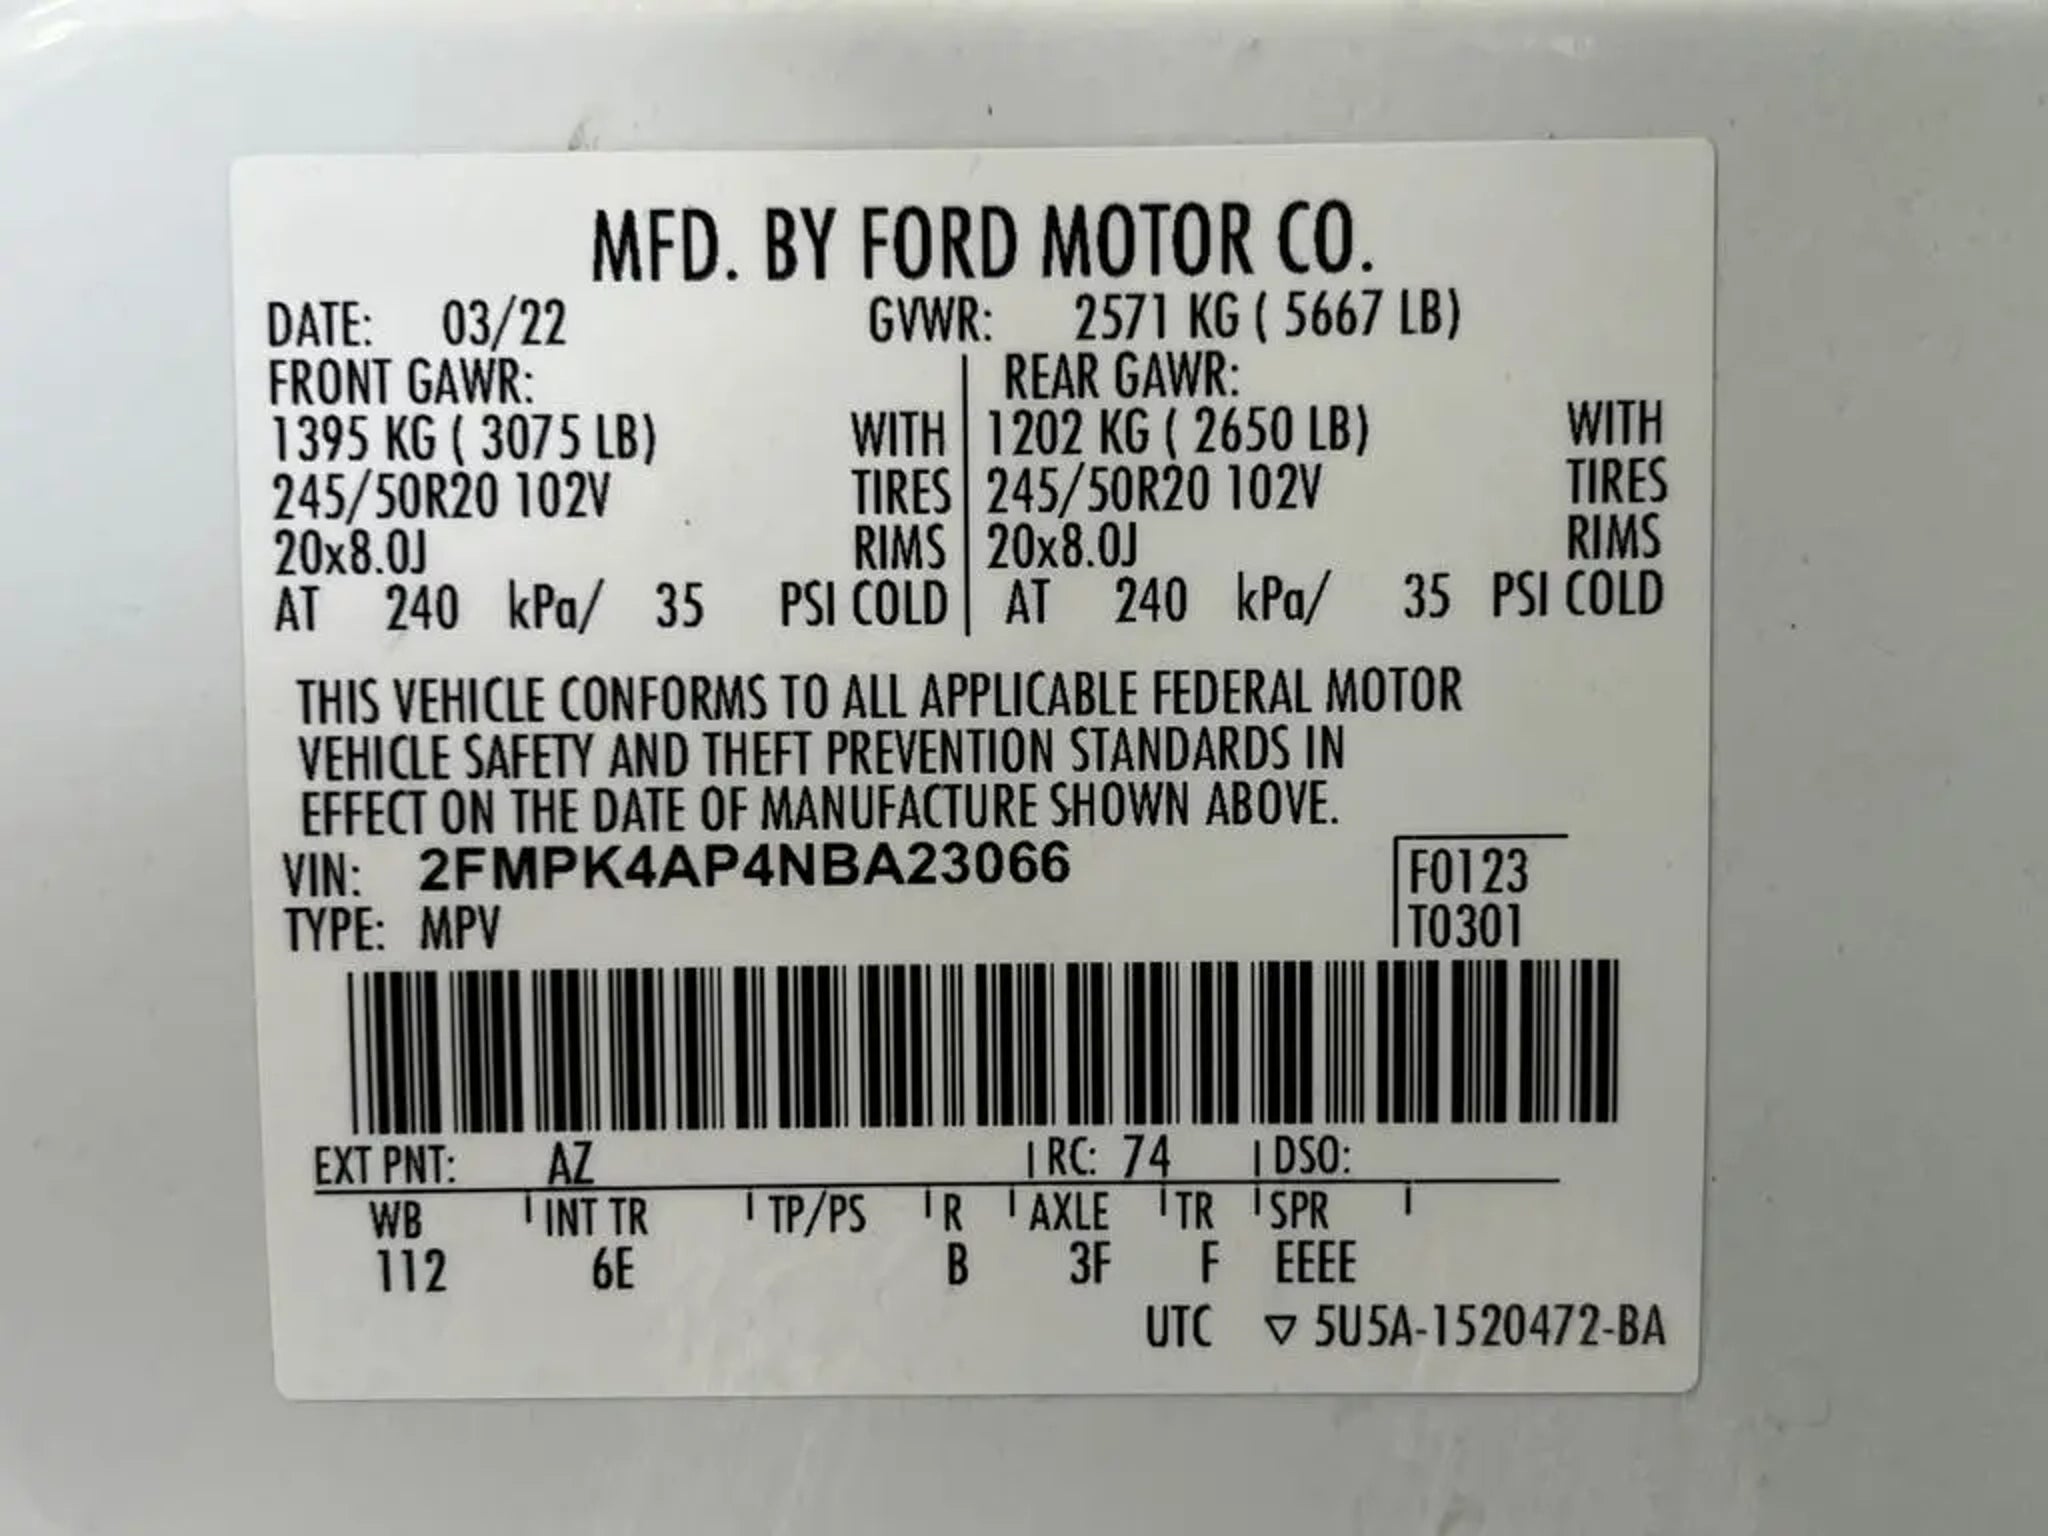 MFD. BY FORD MOTOR CO.
DATE: 03/22 GVWR: 2571 KG ( 5667 LB)
FRONT GAWR: REAR GAWR:
1395 KG ( 3075 LB) WITH 1202 KG ( 2650 LB) WITH
245/50R20 102V TIRES 245/50R20 102V TIRES
20x8.0J RIMS 20x8.0J RIMS
AT 240 kPa/ 35 PSI COLD AT 240 kPa/ 35 PSI COLD
THIS VEHICLE CONFORMS TO ALL APPLICABLE FEDERAL MOTOR
VEHICLE SAFETY AND THEFT PREVENTION STANDARDS IN
EFFECT ON THE DATE OF MANUFACTURE SHOWN ABOVE.
VIN: 2FMPK4AP4NBA23066 F0123
TYPE: MPV T0301
EXT PNT: AZ RC: 74 DSO:
WB INT TR TP/PS R AXLE TR SPR
112 6E B 3F F EEEE
UTC ▽ 5U5A-1520472-BA